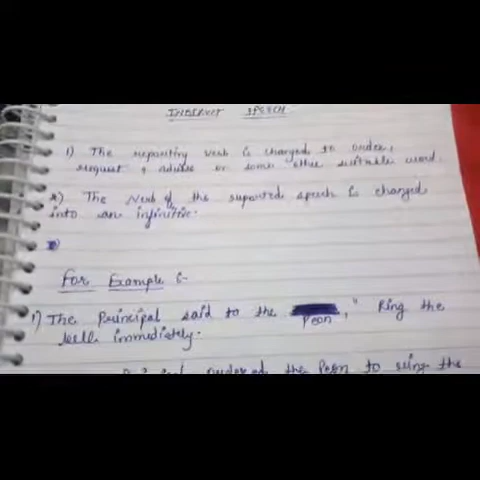 INDIRECT SPEECH
1) The reporting verb is changed to order,
request, advise or some other suitable word.
2) The verb of the reported speech is changed
into an infinitive.
For Example :-
1) The Principal said to the Peon, " Ring the
bell immediately.
ordered the Peon to ring the